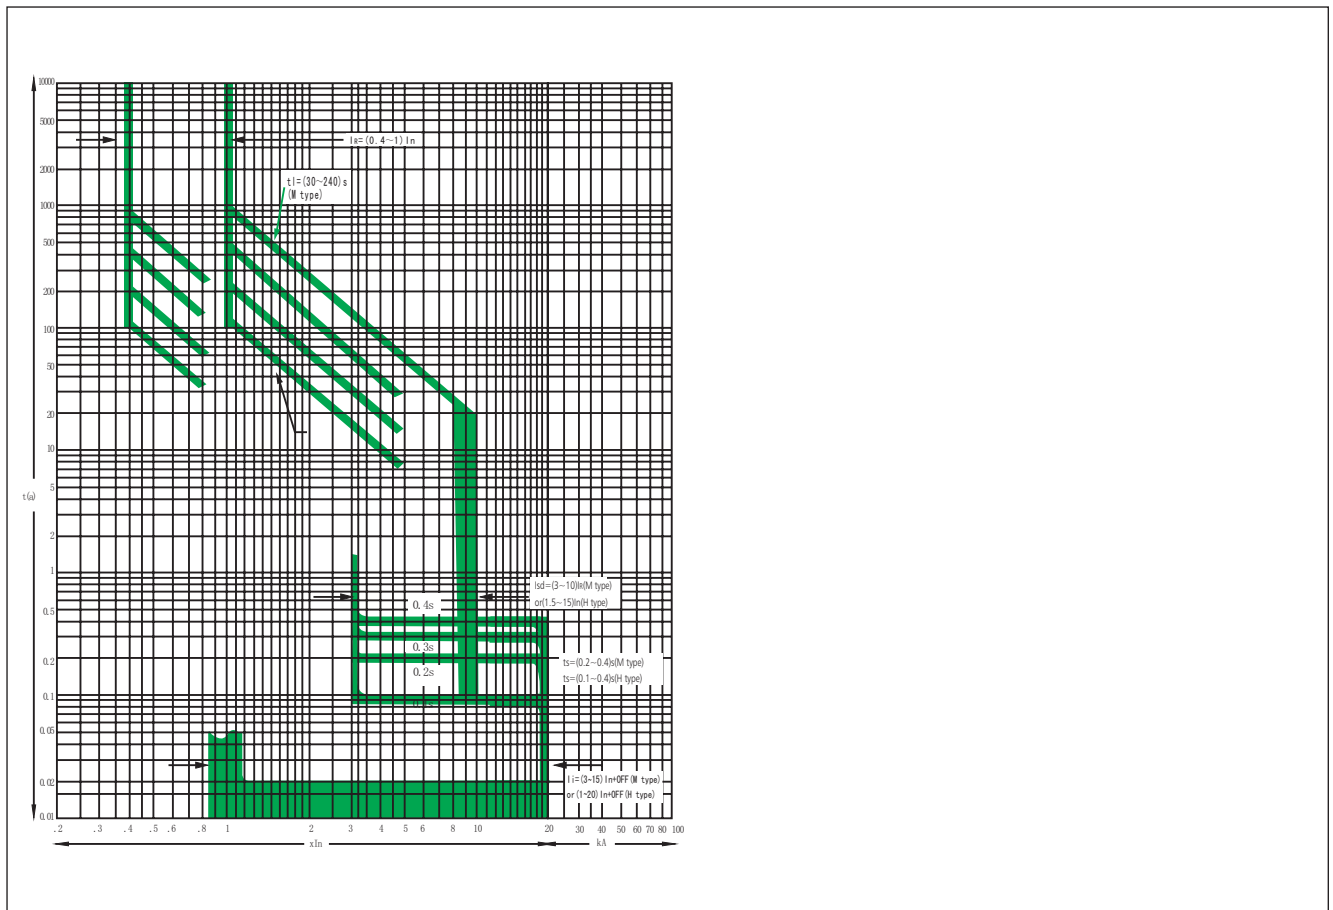 10000
5000
2000
1000
500
200
100
50
20
10
5
2
1
0.5
0.2
0.1
0.05
0.02
0.01
t(a)
IR=(0.4~1)In
tl=(30~240)s
(M type)
Isd=(3~10)IR(M type)
or(1.5~15)In(H type)
0.4s
0.3s
0.2s
ts=(0.2~0.4)s(M type)
ts=(0.1~0.4)s(H type)
Ii=(3~15)In+OFF(M type)
or(1~20)In+OFF(H type)
.2 .3 .4 .5 .6 .8 1 2 3 4 5 6 8 10 20 30 40 50 60 70 80 100
xIn kA